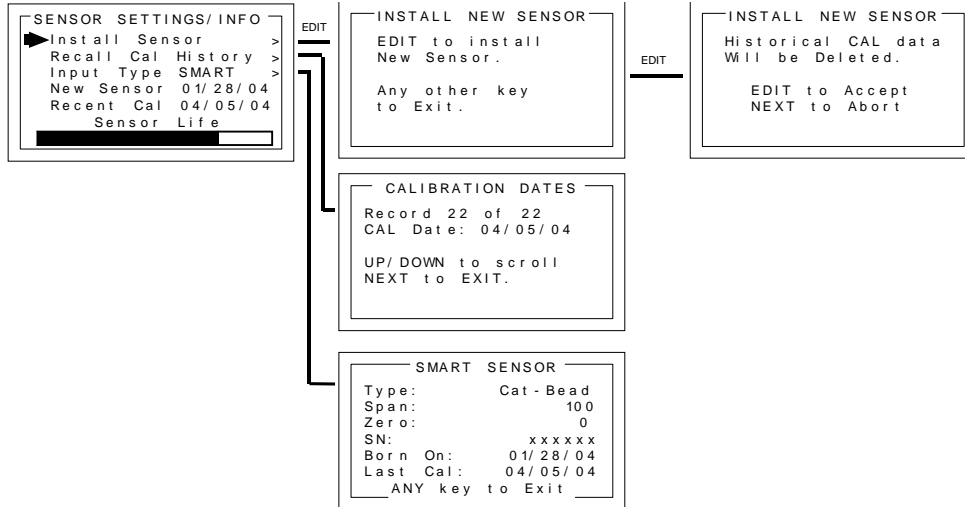 SENSOR SETTINGS/INFO
Install Sensor >
Recall Cal History >
Input Type SMART >
New Sensor 01/28/04
Recent Cal 04/05/04
Sensor Life
EDIT
INSTALL NEW SENSOR
EDIT to install
New Sensor.
Any other key
to Exit.
EDIT
INSTALL NEW SENSOR
Historical CAL data
Will be Deleted.
EDIT to Accept
NEXT to Abort
CALIBRATION DATES
Record 22 of 22
CAL Date: 04/05/04
UP/DOWN to scroll
NEXT to EXIT.
SMART SENSOR
Type: Cat-Bead
Span: 100
Zero: 0
SN: xxxxxx
Born On: 01/28/04
Last Cal: 04/05/04
ANY key to Exit